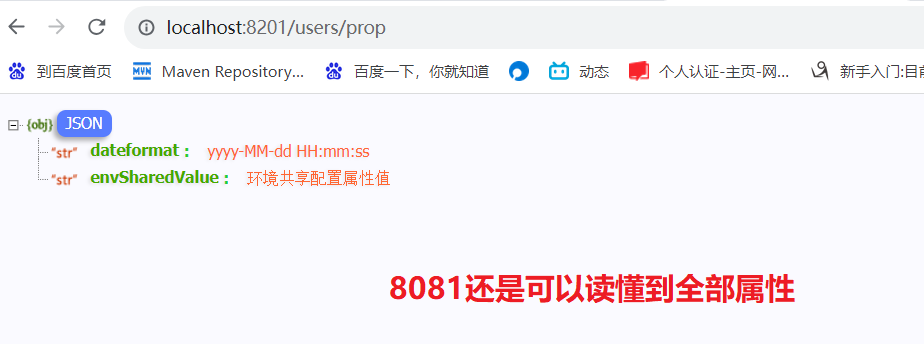 localhost:8201/users/prop
到百度首页 MVN Maven Repository... 百度一下，你就知道 动态 个人认证-主页-网... 新手入门:目前
{obj} JSON
"str" dateformat : yyyy-MM-dd HH:mm:ss
"str" envSharedValue : 环境共享配置属性值
8081还是可以读懂到全部属性